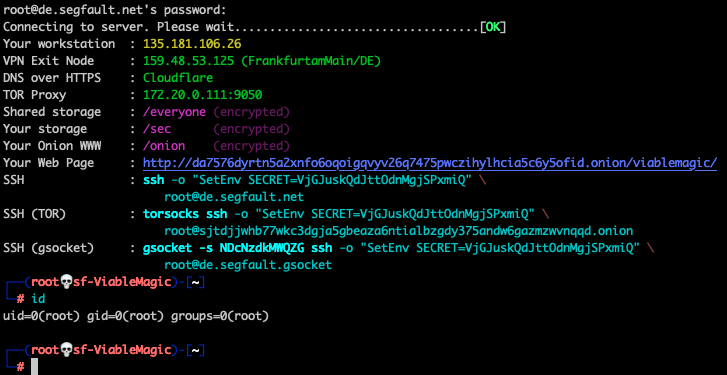 root@de.segfault.net's password:
Connecting to server. Please wait.................................[OK]
Your workstation  : 135.181.106.26
VPN Exit Node     : 159.48.53.125 (FrankfurtamMain/DE)
DNS over HTTPS    : Cloudflare
TOR Proxy         : 172.20.0.111:9050
Shared storage    : /everyone (encrypted)
Your storage      : /sec      (encrypted)
Your Onion WWW    : /onion    (encrypted)
Your Web Page     : http://da7576dyrtn5a2xnfo6oqoigqvyv26q7475pwczihylhcia5c6y5ofid.onion/viablemagic/
SSH               : ssh -o "SetEnv SECRET=VjGJuskQdJttOdnMgjSPxmiQ" \
root@de.segfault.net
SSH (TOR)         : torsocks ssh -o "SetEnv SECRET=VjGJuskQdJttOdnMgjSPxmiQ" \
root@sjtdjjwhb77wkc3dgja5gbeaza6ntialbzgdy375andw6gazmzwvnqqd.onion
SSH (gsocket)     : gsocket -s NDcNzdkMWQZG ssh -o "SetEnv SECRET=VjGJuskQdJttOdnMgjSPxmiQ" \
root@de.segfault.gsocket
┌──(root💀sf-ViableMagic)-[~]
└─# id
uid=0(root) gid=0(root) groups=0(root)
┌──(root💀sf-ViableMagic)-[~]
└─#